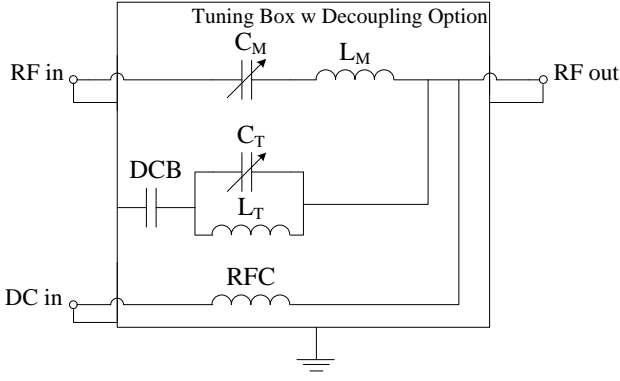 Tuning Box w Decoupling Option
C_M
L_M
RF in
RF out
C_T
DCB
L_T
RFC
DC in